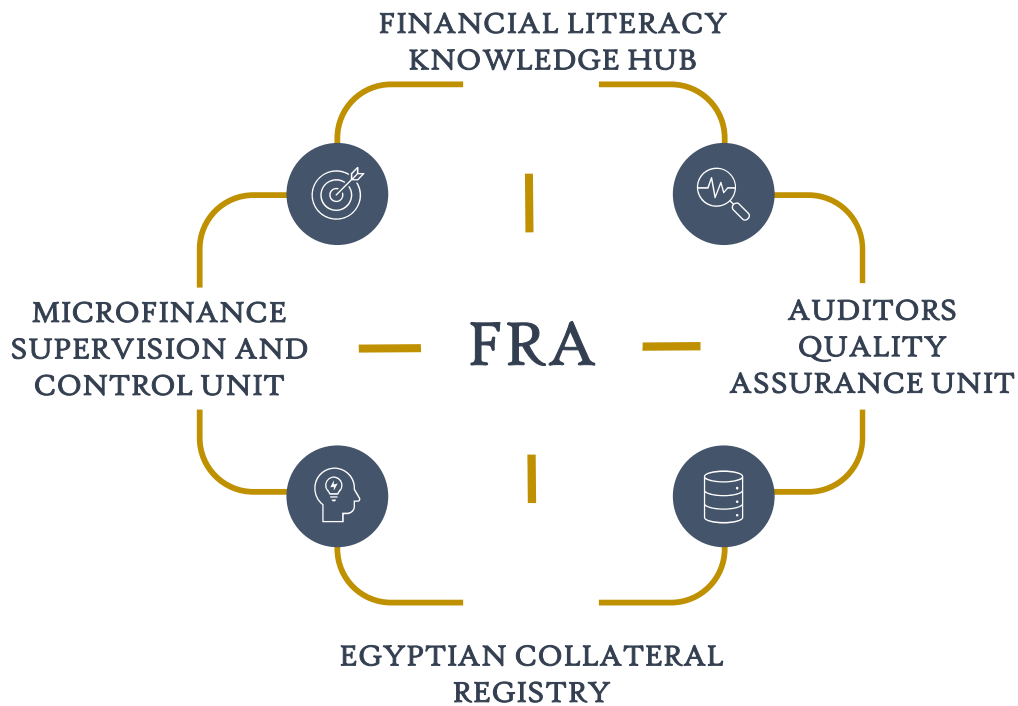 FINANCIAL LITERACY
KNOWLEDGE HUB
MICROFINANCE
SUPERVISION AND
CONTROL UNIT
FRA
AUDITORS
QUALITY
ASSURANCE UNIT
EGYPTIAN COLLATERAL
REGISTRY